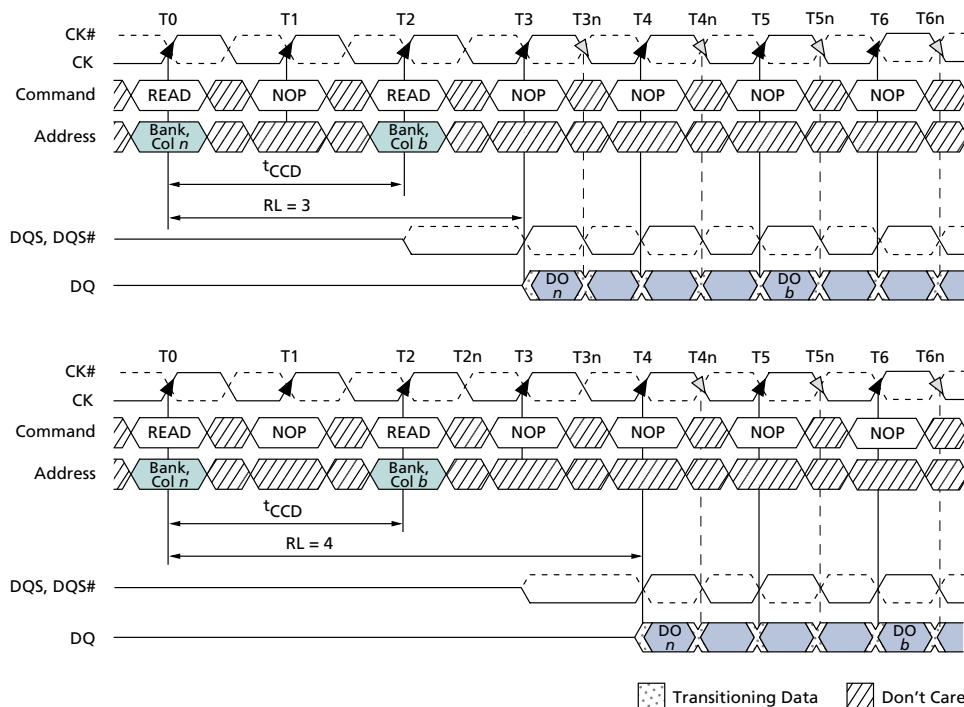 T0 T1 T2 T3 T3n T4 T4n T5 T5n T6 T6n
CK#
CK
Command READ NOP READ NOP NOP NOP NOP
Address Bank, Col n Bank, Col b
tCCD
RL = 3
DQS, DQS#
DQ DO n DO b
T0 T1 T2 T2n T3 T3n T4 T4n T5 T5n T6 T6n
CK#
CK
Command READ NOP READ NOP NOP NOP NOP
Address Bank, Col n Bank, Col b
tCCD
RL = 4
DQS, DQS#
DQ DO n DO b
Transitioning Data Don't Care